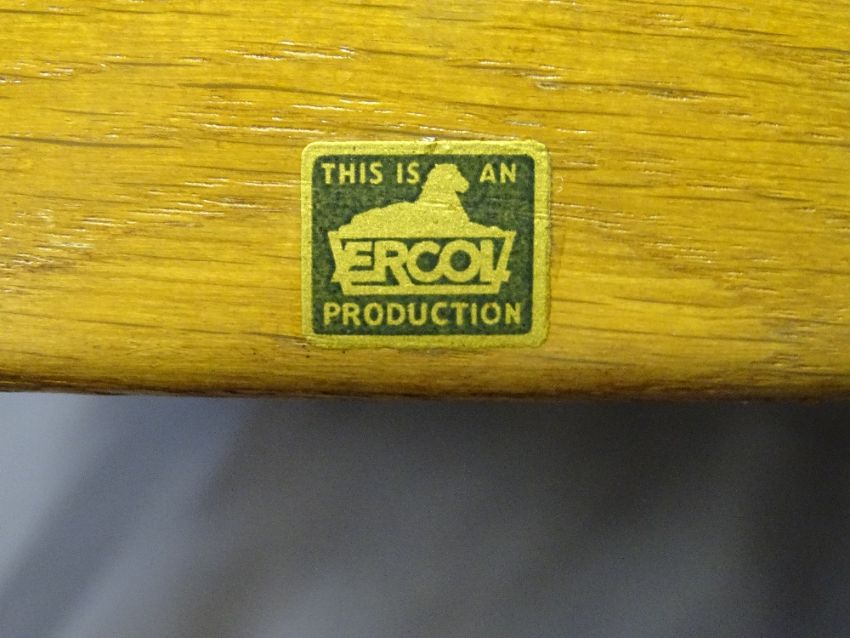 THIS IS AN
ERCOL
PRODUCTION